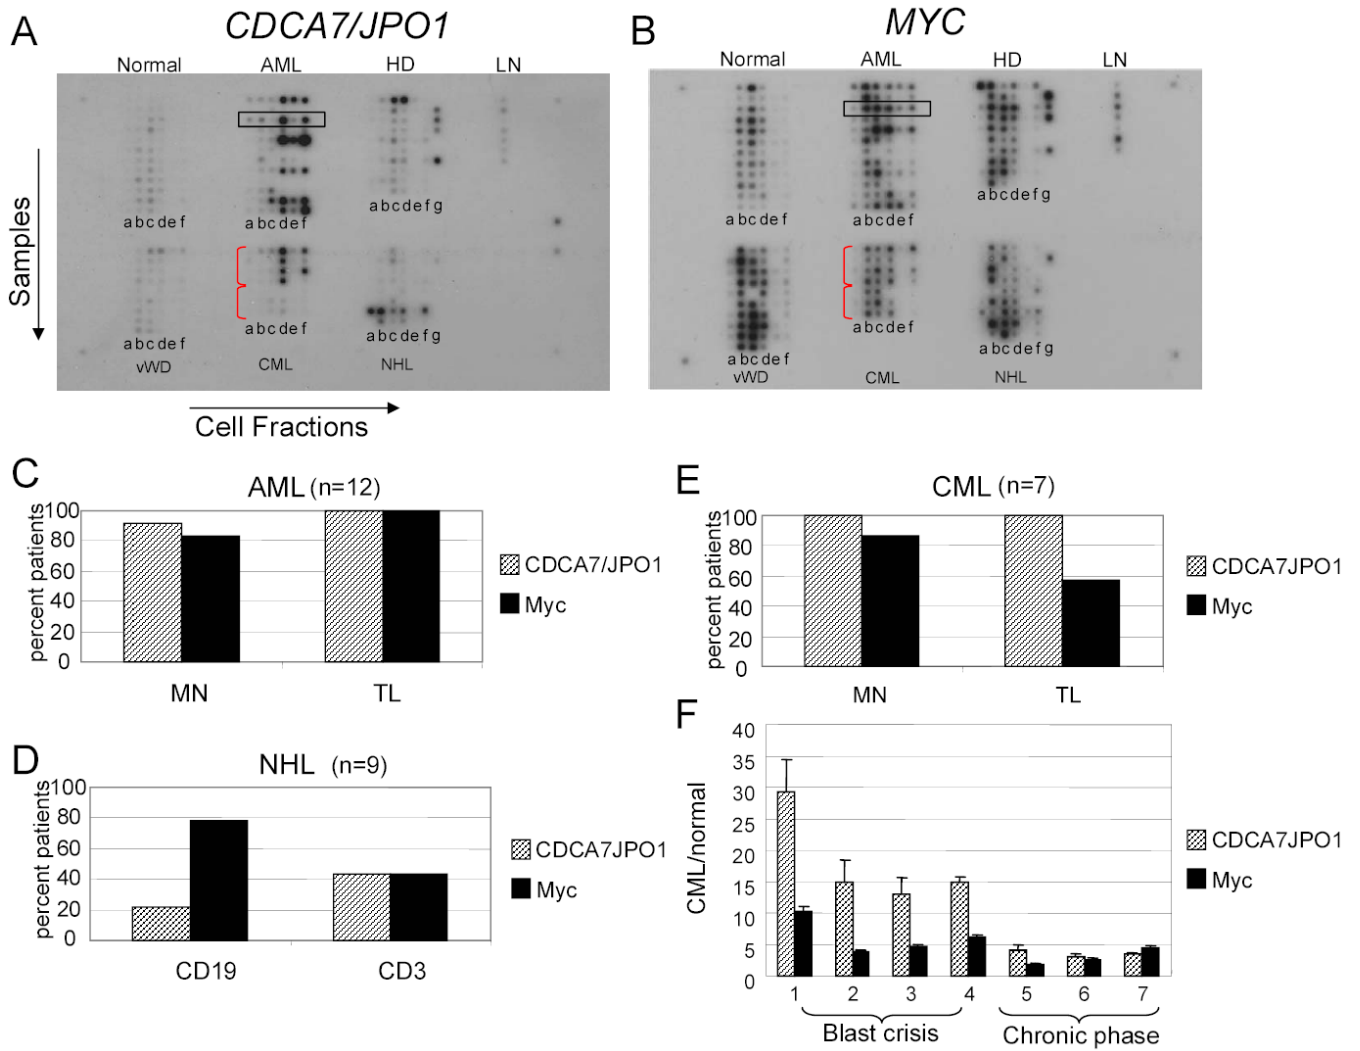 A
CDCA7/JPO1
Normal AML HD LN
abcdef abcdef abcdefg
abcdef abcdef abcdefg
vWD CML NHL
Samples
Cell Fractions
B
MYC
Normal AML HD LN
abcdef abcdef abcdefg
abcdef abcdef abcdefg
vWD CML NHL
C
AML (n=12)
percent patients
100
80
60
40
20
0
MN TL
CDCA7/JPO1
Myc
D
NHL (n=9)
percent patients
100
80
60
40
20
0
CD19 CD3
CDCA7JPO1
Myc
E
CML (n=7)
percent patients
100
80
60
40
20
0
MN TL
CDCA7JPO1
Myc
F
CML/normal
40
35
30
25
20
15
10
5
0
1 2 3 4 5 6 7
Blast crisis Chronic phase
CDCA7JPO1
Myc